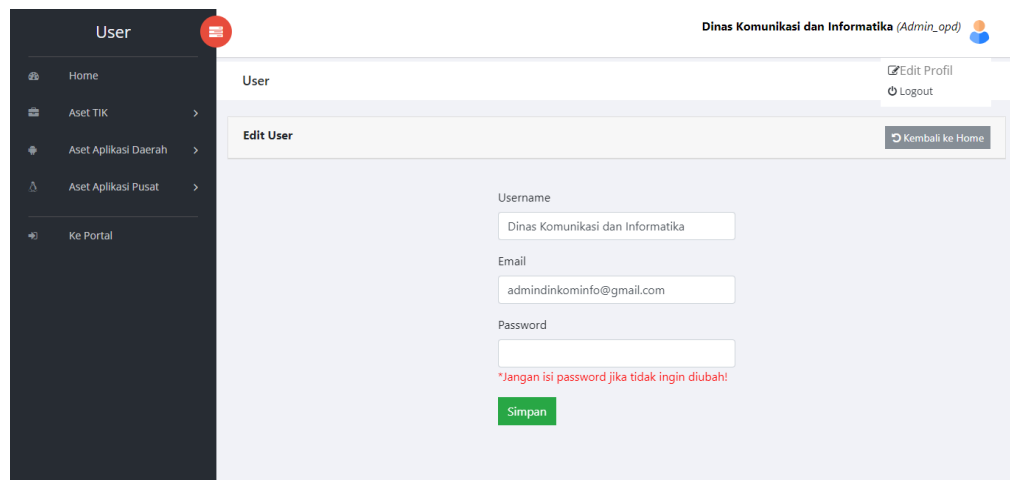 User
Dinas Komunikasi dan Informatika (Admin_opd)
Home
Aset TIK
Aset Aplikasi Daerah
Aset Aplikasi Pusat
Ke Portal
User
Edit Profil
Logout
Edit User
Kembali ke Home
Username
Dinas Komunikasi dan Informatika
Email
admindinkominfo@gmail.com
Password
*Jangan isi password jika tidak ingin diubah!
Simpan